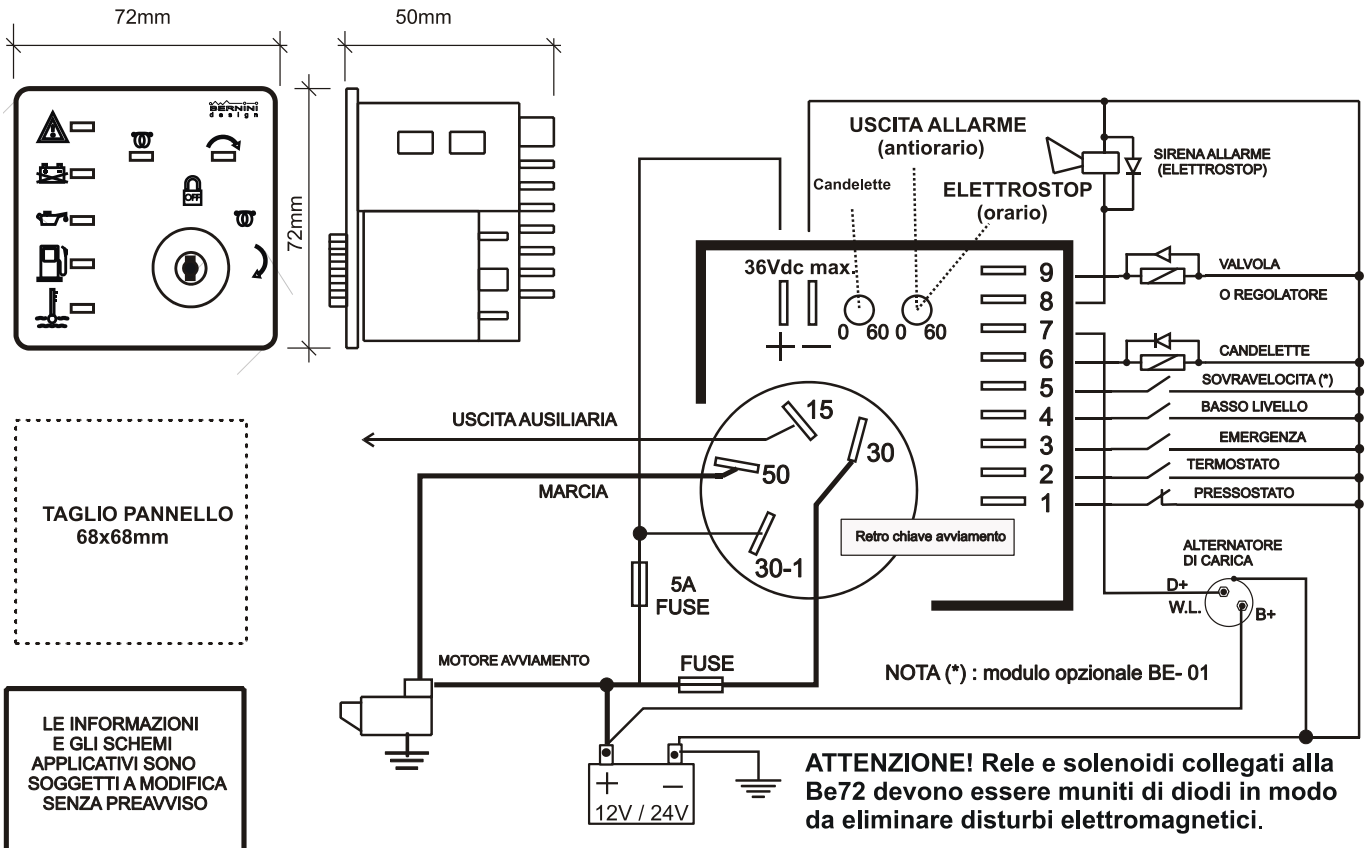 72mm
50mm
72mm
BERNINI
design
OFF
USCITA ALLARME
(antiorario)
Candelette
ELETTROSTOP
(orario)
SIRENA ALLARME
(ELETTROSTOP)
36Vdc max.
0 60 0 60
+ −
9
8
7
6
5
4
3
2
1
VALVOLA
O REGOLATORE
CANDELETTE
SOVRAVELOCITA (*)
BASSO LIVELLO
EMERGENZA
TERMOSTATO
PRESSOSTATO
USCITA AUSILIARIA
15
30
50
MARCIA
30-1
Retro chiave avviamento
TAGLIO PANNELLO
68x68mm
5A
FUSE
ALTERNATORE
DI CARICA
D+
W.L.
B+
MOTORE AVVIAMENTO
FUSE
NOTA (*) : modulo opzionale BE- 01
LE INFORMAZIONI
E GLI SCHEMI
APPLICATIVI SONO
SOGGETTI A MODIFICA
SENZA PREAVVISO
+ −
12V / 24V
ATTENZIONE! Rele e solenoidi collegati alla
Be72 devono essere muniti di diodi in modo
da eliminare disturbi elettromagnetici.